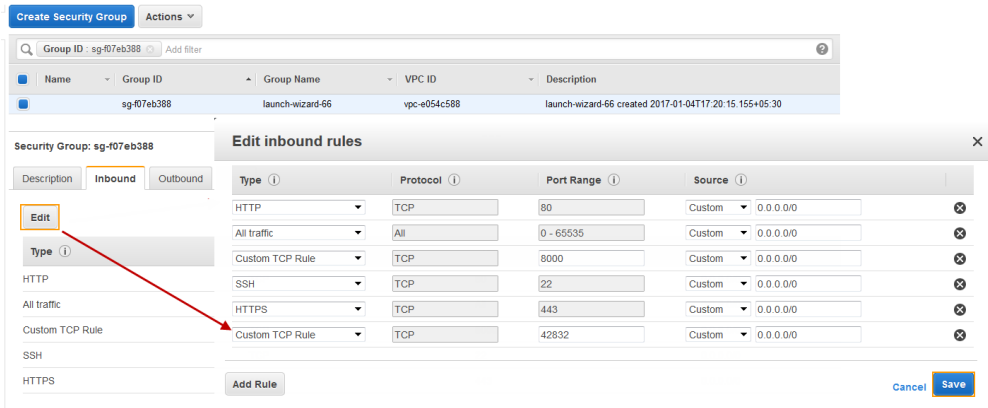 Create Security Group Actions
Group ID : sg-f07eb388 Add filter
Name Group ID Group Name VPC ID Description
sg-f07eb388 launch-wizard-66 vpc-e054c588 launch-wizard-66 created 2017-01-04T17:20:15.155+05:30
Security Group: sg-f07eb388
Description Inbound Outbound
Edit
Type
HTTP
All traffic
Custom TCP Rule
SSH
HTTPS
Edit inbound rules
Type Protocol Port Range Source
HTTP TCP 80 Custom 0.0.0.0/0
All traffic All 0 - 65535 Custom 0.0.0.0/0
Custom TCP Rule TCP 8000 Custom 0.0.0.0/0
SSH TCP 22 Custom 0.0.0.0/0
HTTPS TCP 443 Custom 0.0.0.0/0
Custom TCP Rule TCP 42832 Custom 0.0.0.0/0
Add Rule Cancel Save